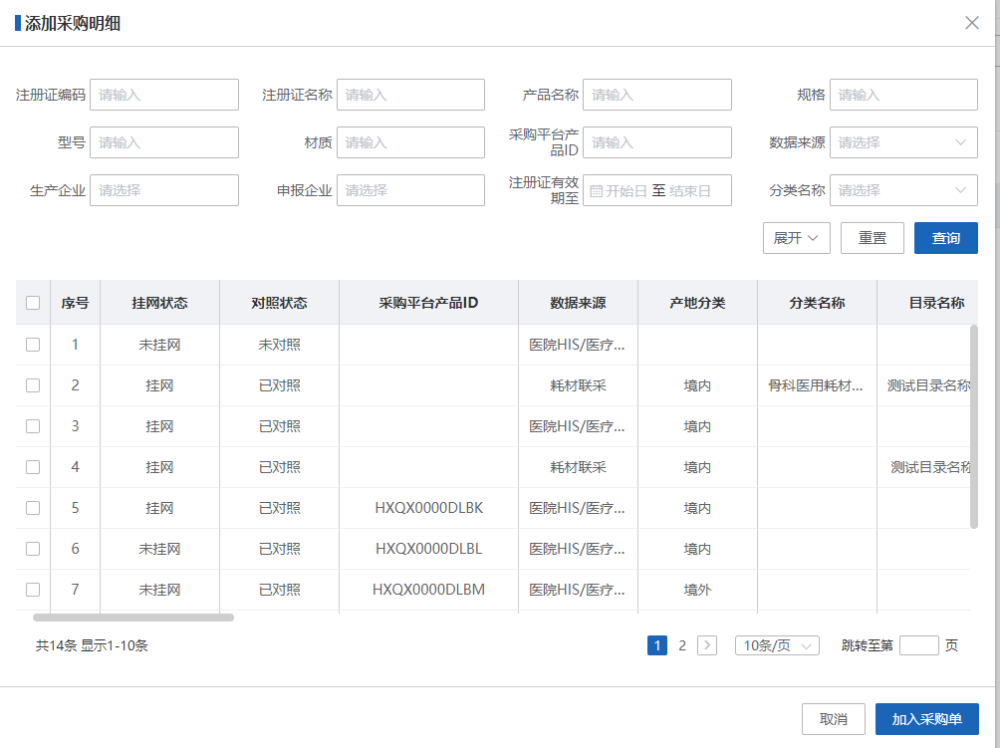 添加采购明细
注册证编码 请输入 注册证名称 请输入 产品名称 请输入 规格 请输入
型号 请输入 材质 请输入 采购平台产品ID 请输入 数据来源 请选择
生产企业 请选择 申报企业 请选择 注册证有效期至 开始日 至 结束日 分类名称 请选择
展开 重置 查询
序号 挂网状态 对照状态 采购平台产品ID 数据来源 产地分类 分类名称 目录名称
1 未挂网 未对照 医院HIS/医疗...
2 挂网 已对照 耗材联采 境内 骨科医用耗材... 测试目录名称
3 挂网 已对照 医院HIS/医疗... 境内
4 挂网 已对照 耗材联采 境内 测试目录名称
5 挂网 已对照 HXQX0000DLBK 医院HIS/医疗... 境内
6 未挂网 已对照 HXQX0000DLBL 医院HIS/医疗... 境内
7 未挂网 已对照 HXQX0000DLBM 医院HIS/医疗... 境外
共14条 显示1-10条 1 2 10条/页 跳转至第 页
取消 加入采购单